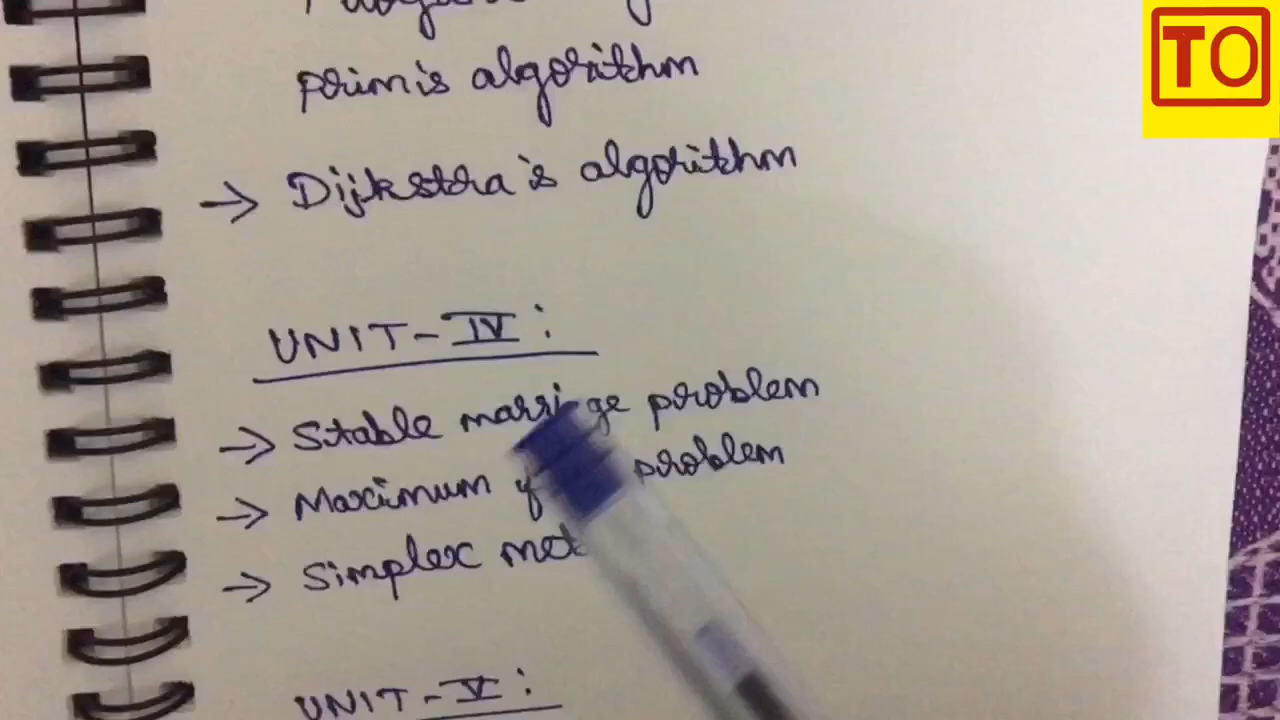 TO
prim's algorithm
→ Dijkstra's algorithm
UNIT-IV:
→ Stable marriage problem
→ Maximum problem
→ Simplex
UNIT-V: